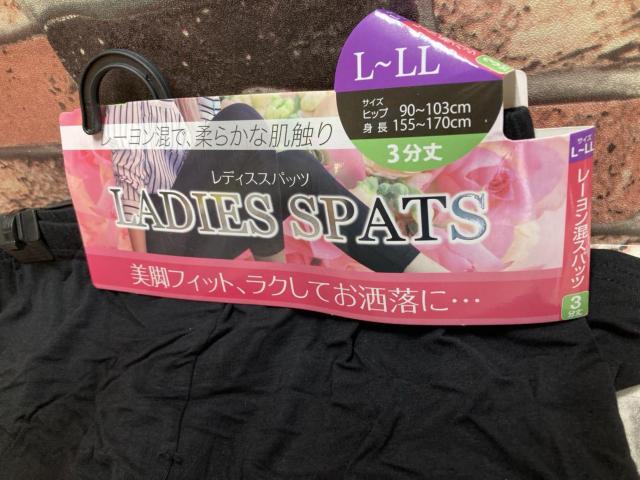 L~LL
サイズ
ヒップ 90~103cm
身長 155~170cm
3分丈
レーヨン混で、柔らかな肌触り
レディススパッツ
LADIES SPATS
美脚フィット、ラクしてお洒落に…
サイズ
L~LL
レーヨン混スパッツ
3分丈